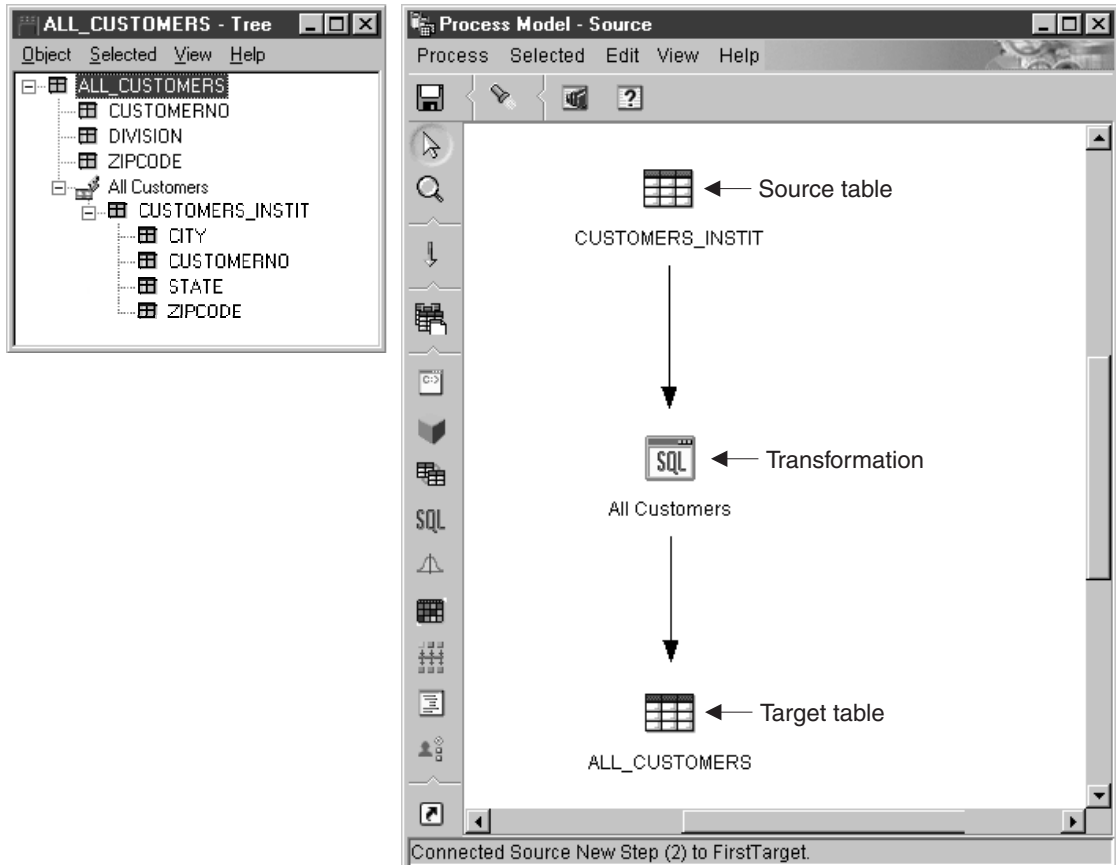 ALL_CUSTOMERS - Tree
Object Selected View Help
ALL_CUSTOMERS
CUSTOMERNO
DIVISION
ZIPCODE
All Customers
CUSTOMERS_INSTIT
CITY
CUSTOMERNO
STATE
ZIPCODE
Process Model - Source
Process Selected Edit View Help
?
Source table
CUSTOMERS_INSTIT
C:>
SQL
Transformation
All Customers
SQL
Target table
ALL_CUSTOMERS
Connected Source New Step (2) to FirstTarget.